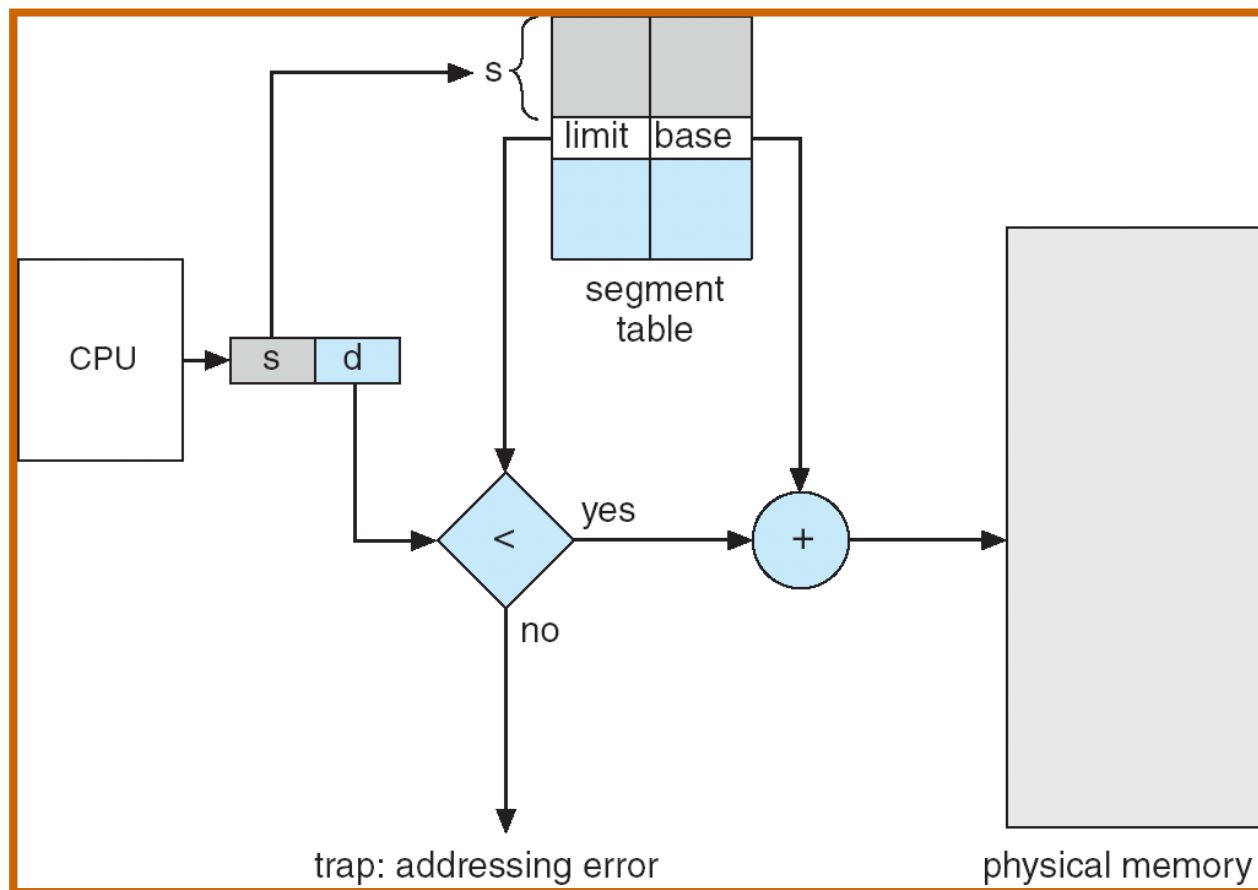 s
limit base
segment
table
CPU
s d
<
yes
+
no
trap: addressing error
physical memory